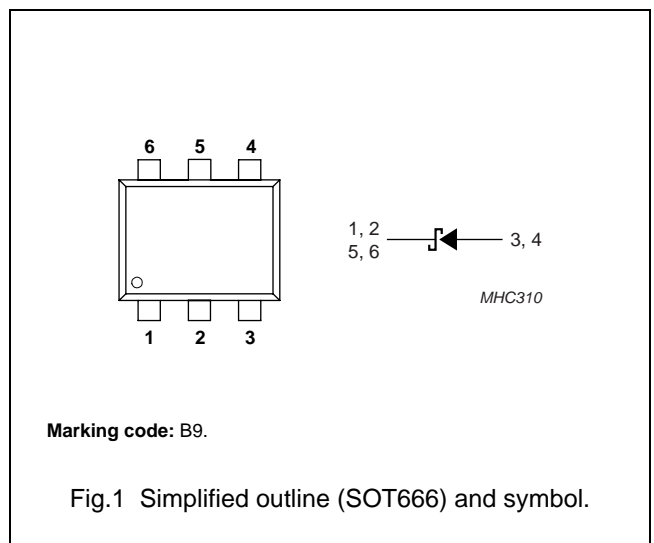 6 5 4
1, 2
5, 6
3, 4
MHC310
1 2 3
Marking code: B9.
Fig.1 Simplified outline (SOT666) and symbol.